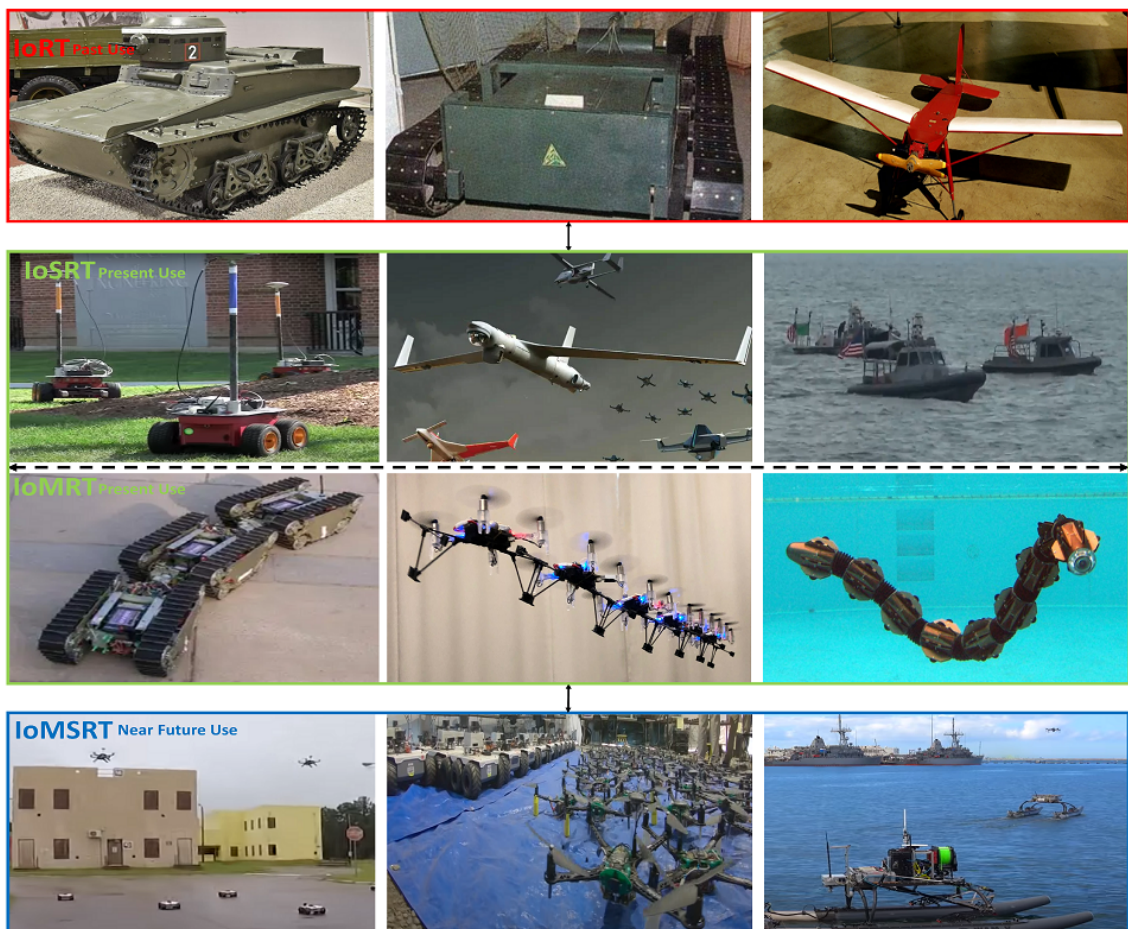 IoRT Past Use
2
IoSRT Present Use
IoMRT Present Use
IoMSRT Near Future Use